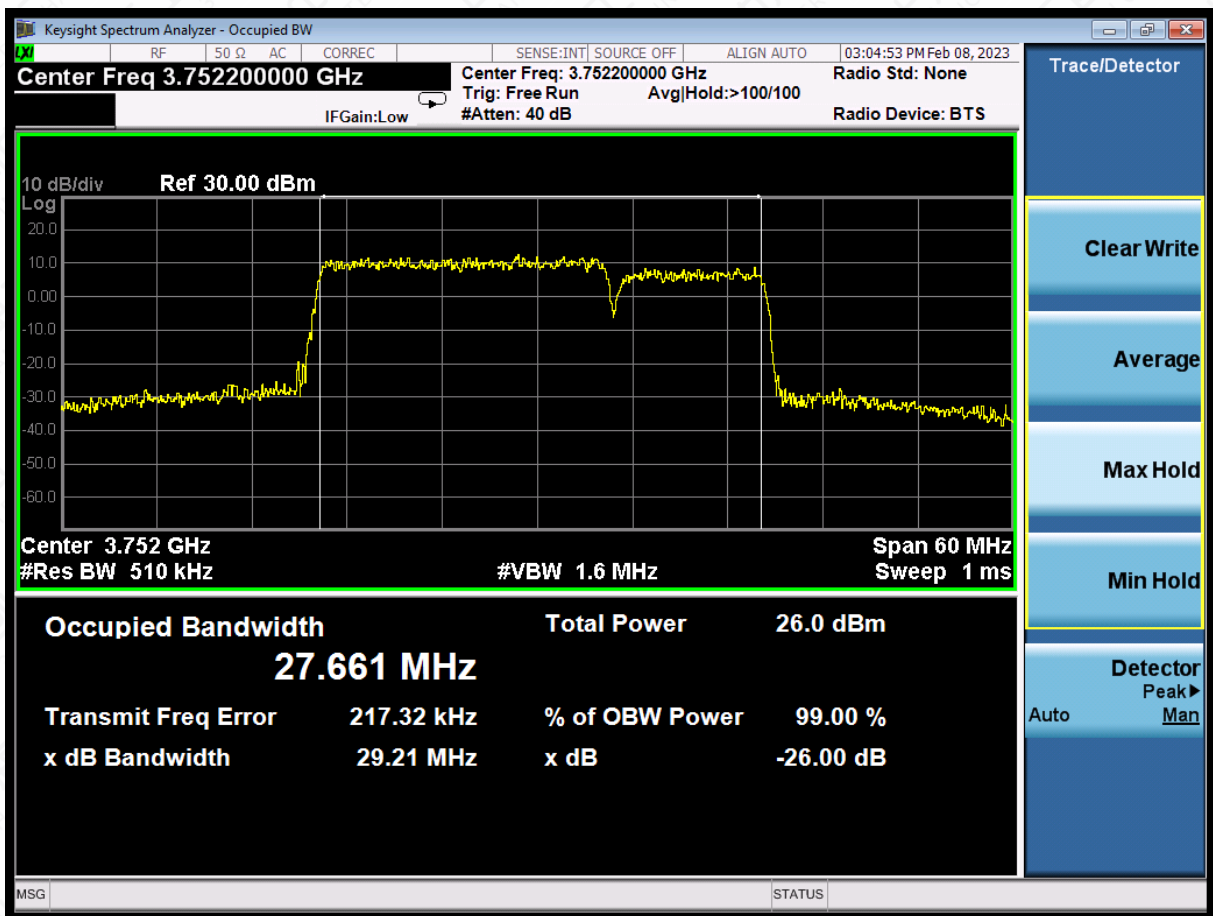 Keysight Spectrum Analyzer - Occupied BW
LXI RF 50 Ω AC CORREC SENSE:INT SOURCE OFF ALIGN AUTO 03:04:53 PM Feb 08, 2023
Center Freq 3.752200000 GHz
Center Freq: 3.752200000 GHz
Radio Std: None
Trig: Free Run Avg|Hold:>100/100
IFGain:Low
#Atten: 40 dB
Radio Device: BTS
10 dB/div Ref 30.00 dBm
Log
20.0
10.0
0.00
-10.0
-20.0
-30.0
-40.0
-50.0
-60.0
Center 3.752 GHz Span 60 MHz
#Res BW 510 kHz #VBW 1.6 MHz Sweep 1 ms
Occupied Bandwidth Total Power 26.0 dBm
27.661 MHz
Transmit Freq Error 217.32 kHz % of OBW Power 99.00 %
x dB Bandwidth 29.21 MHz x dB -26.00 dB
Trace/Detector
Clear Write
Average
Max Hold
Min Hold
Detector
Peak▶
Auto Man
MSG STATUS